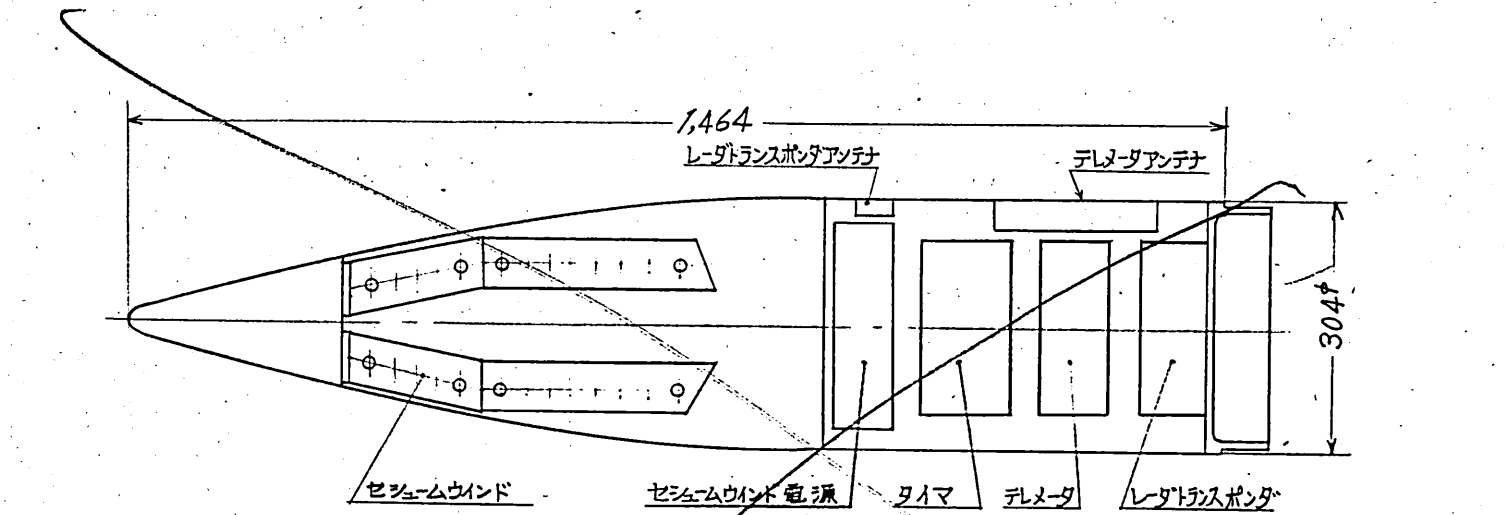 1,464
レーダトランスポンダアンテナ
テレメータアンテナ
304φ
セシュームウインド
セシュームウインド電源
タイマ
テレメータ
レーダトランスポンダ